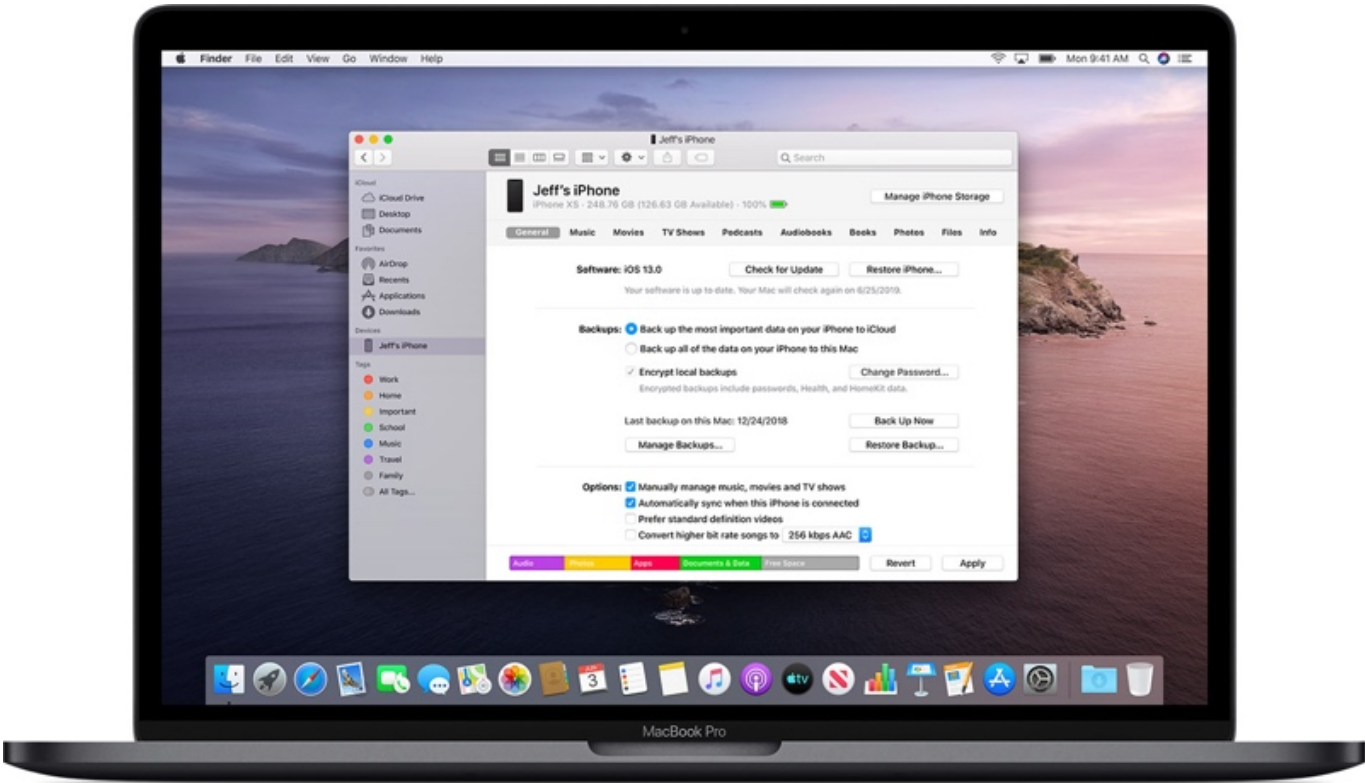 Finder File Edit View Go Window Help Mon 9:41 AM
Jeff's iPhone
Search
iCloud
iCloud Drive
Desktop
Documents
Favorites
AirDrop
Recents
Applications
Downloads
Devices
Jeff's iPhone
Tags
Work
Home
Important
School
Music
Travel
Family
All Tags...
Jeff's iPhone
iPhone XS - 248.76 GB (126.63 GB Available) - 100%
Manage iPhone Storage
General Music Movies TV Shows Podcasts Audiobooks Books Photos Files Info
Software: iOS 13.0 Check for Update Restore iPhone...
Your software is up to date. Your Mac will check again on 6/25/2019.
Backups: Back up the most important data on your iPhone to iCloud
Back up all of the data on your iPhone to this Mac
Encrypt local backups Change Password...
Encrypted backups include passwords, Health, and HomeKit data.
Last backup on this Mac: 12/24/2018 Back Up Now
Manage Backups... Restore Backup...
Options: Manually manage music, movies and TV shows
Automatically sync when this iPhone is connected
Prefer standard definition videos
Convert higher bit rate songs to 256 kbps AAC
Audio Photos Apps Documents & Data Free Space Revert Apply
JUN
3
tv
MacBook Pro